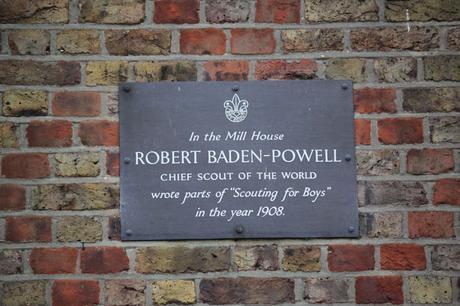 In the Mill House
ROBERT BADEN-POWELL
CHIEF SCOUT OF THE WORLD
wrote parts of "Scouting for Boys"
in the year 1908.